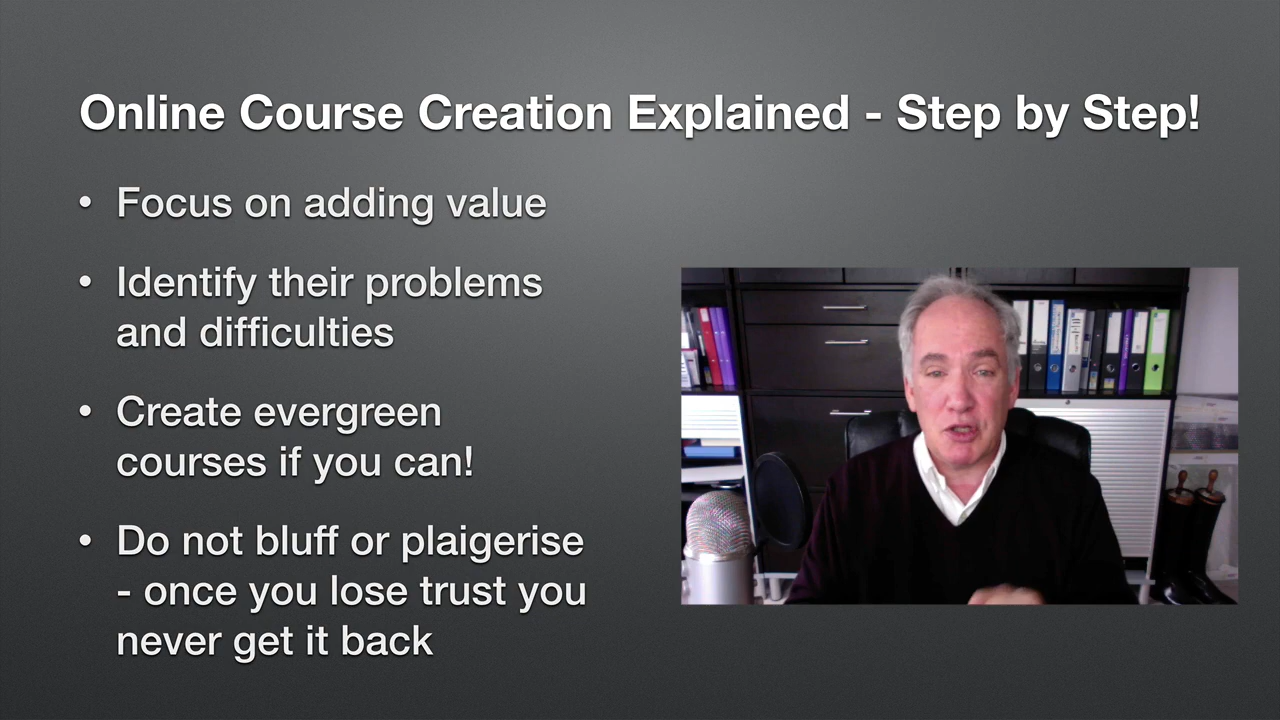 Online Course Creation Explained - Step by Step!
• Focus on adding value
• Identify their problems
and difficulties
• Create evergreen
courses if you can!
• Do not bluff or plaigerise
- once you lose trust you
never get it back